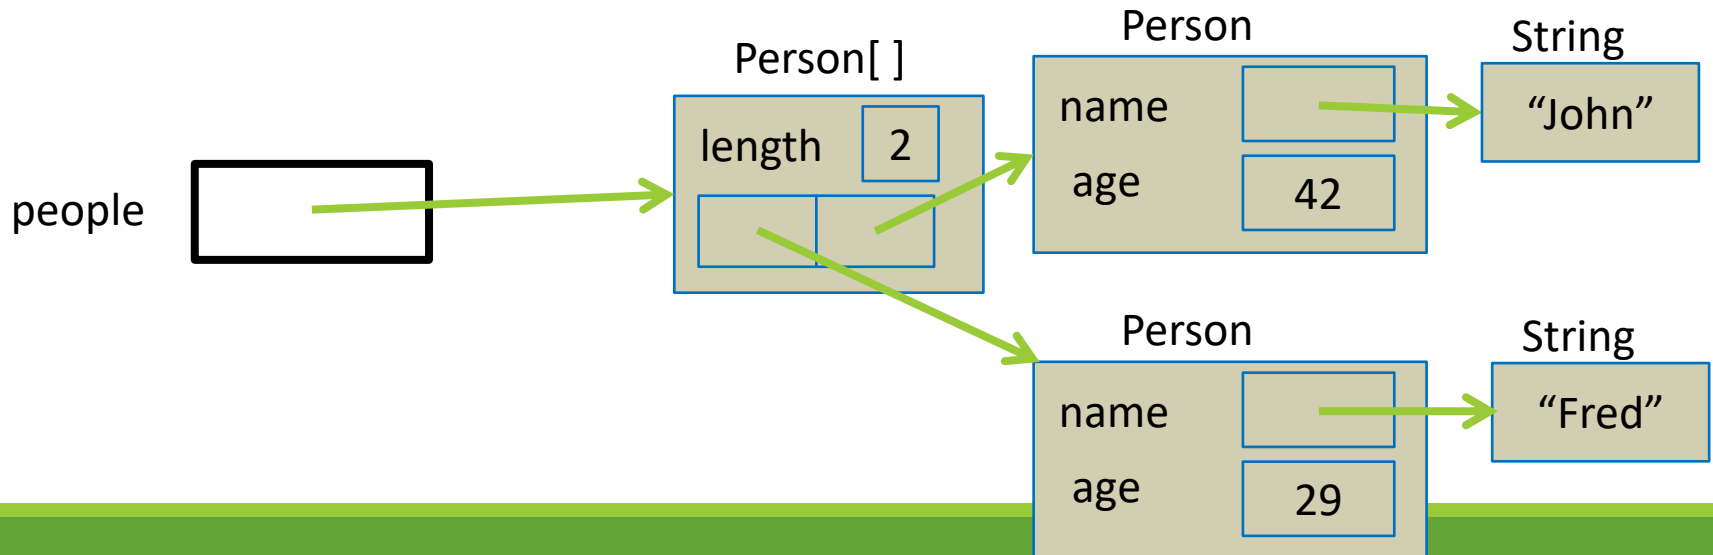 people
Person[ ]
length 2
Person
name
age 42
String
“John”
Person
name
age 29
String
“Fred”